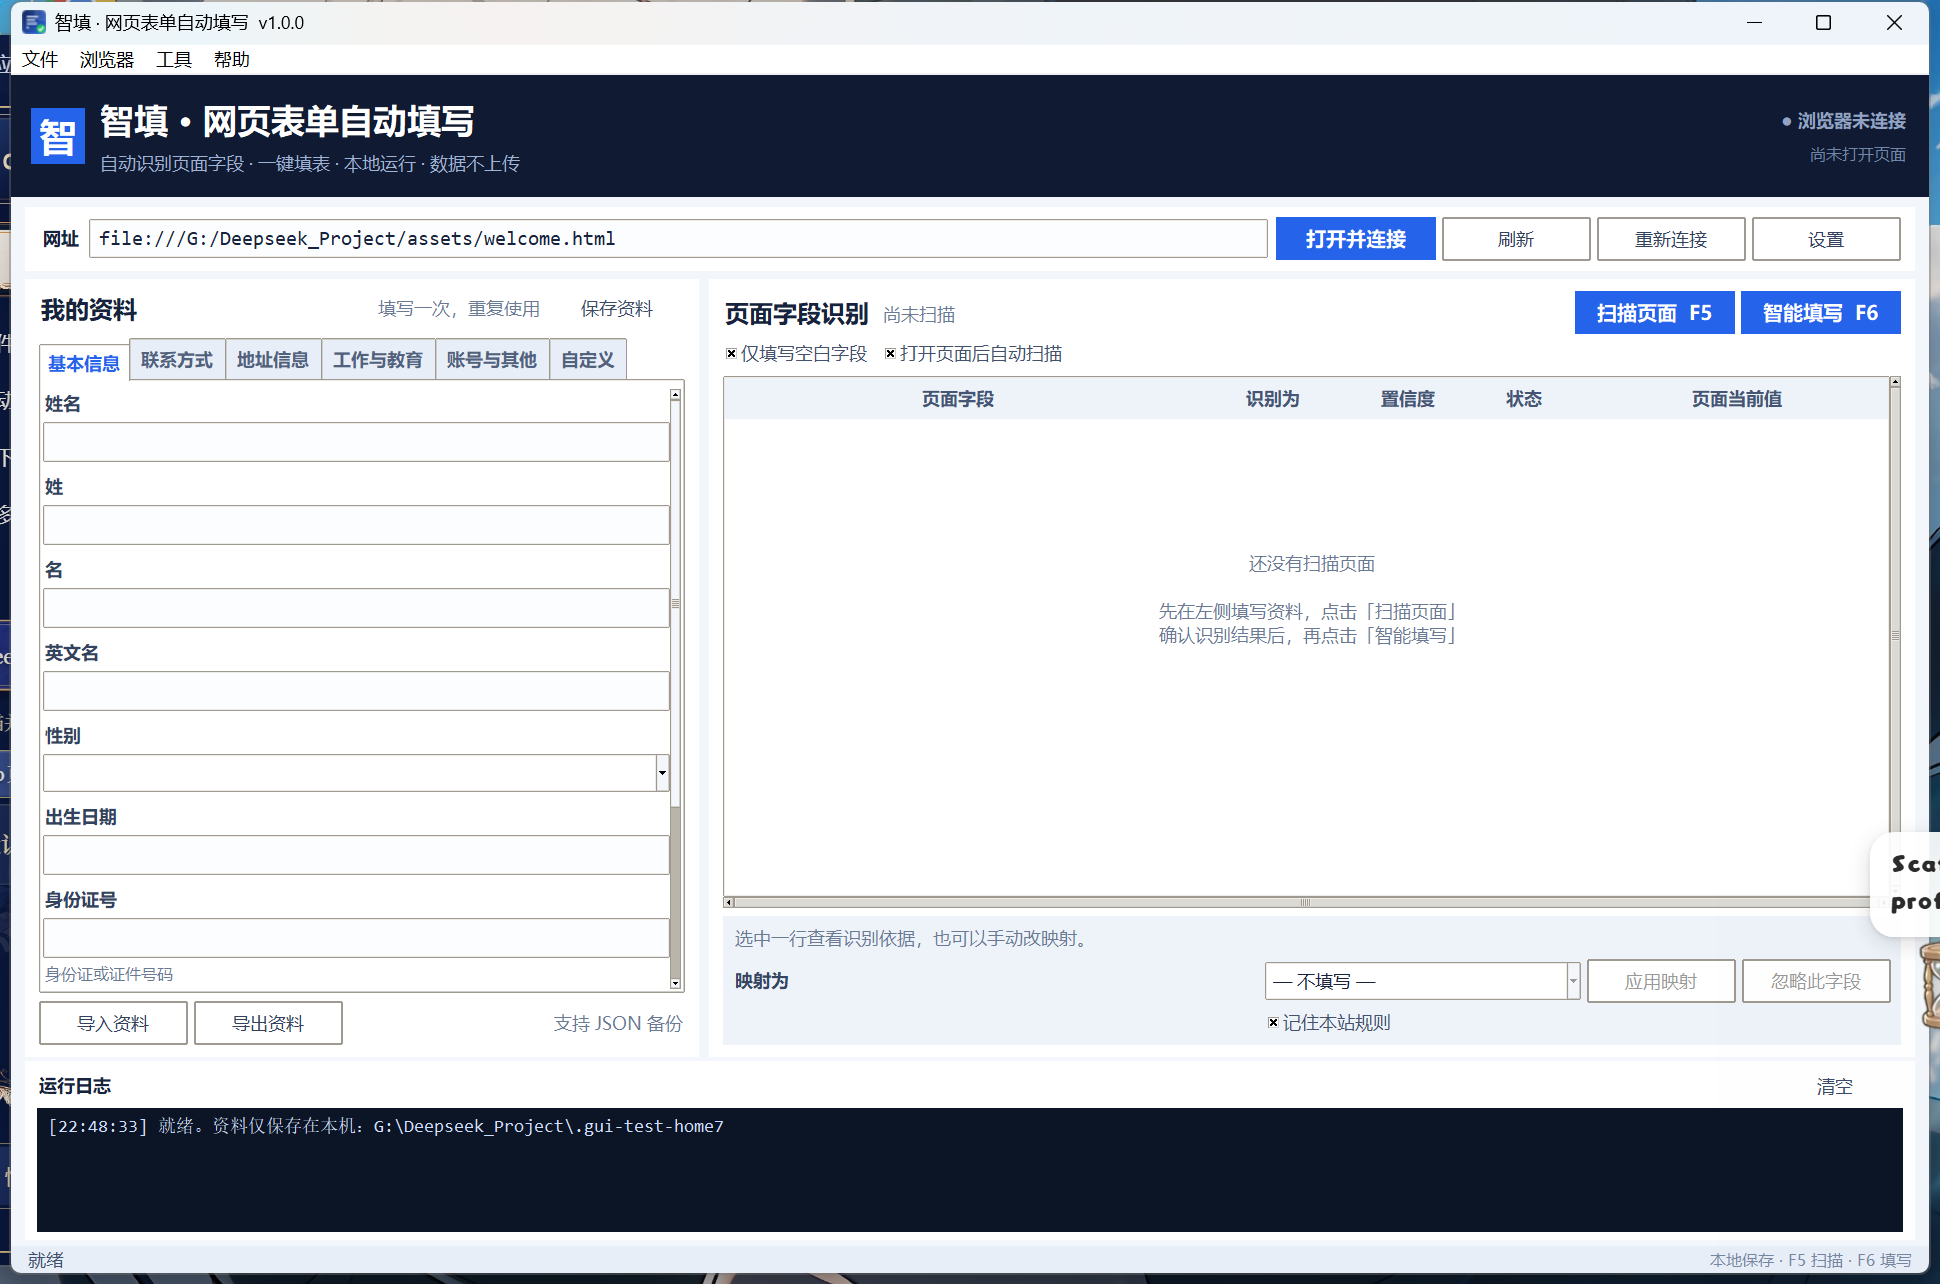 智填 · 网页表单自动填写 v1.0.0
文件 浏览器 工具 帮助
智
智填 · 网页表单自动填写
自动识别页面字段 · 一键填表 · 本地运行 · 数据不上传
● 浏览器未连接
尚未打开页面
网址 file:///G:/Deepseek_Project/assets/welcome.html 打开并连接 刷新 重新连接 设置
我的资料 填写一次，重复使用 保存资料
基本信息 联系方式 地址信息 工作与教育 账号与其他 自定义
姓名
姓
名
英文名
性别
出生日期
身份证号
身份证或证件号码
导入资料 导出资料 支持 JSON 备份
页面字段识别 尚未扫描 扫描页面 F5 智能填写 F6
仅填写空白字段 打开页面后自动扫描
页面字段 识别为 置信度 状态 页面当前值
还没有扫描页面
先在左侧填写资料，点击「扫描页面」
确认识别结果后，再点击「智能填写」
选中一行查看识别依据，也可以手动改映射。
映射为 — 不填写 — 应用映射 忽略此字段
记住本站规则
运行日志 清空
[22:48:33] 就绪。资料仅保存在本机：G:\Deepseek_Project\.gui-test-home7
就绪 本地保存 · F5 扫描 · F6 填写